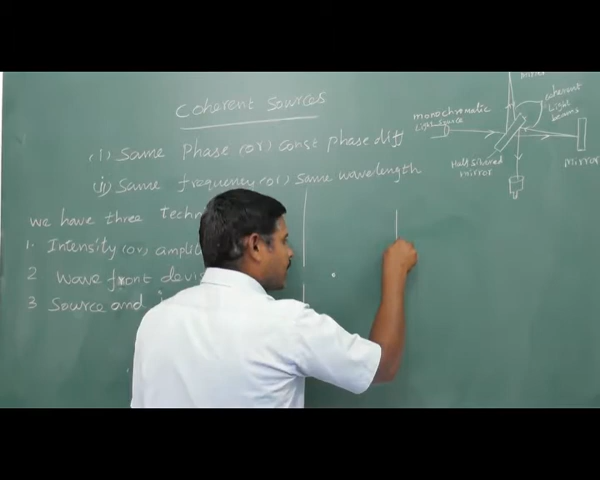 Coherent Sources
(i) Same Phase (or) const phase diff
(ii) Same frequency (or) Same wavelength
we have three Techn
1. Intensity (or) ampli
2 wave front devis
3 Source and
mirror
coherent
light
beams
monochromatic
light source
Half silvered
mirror
Mirror